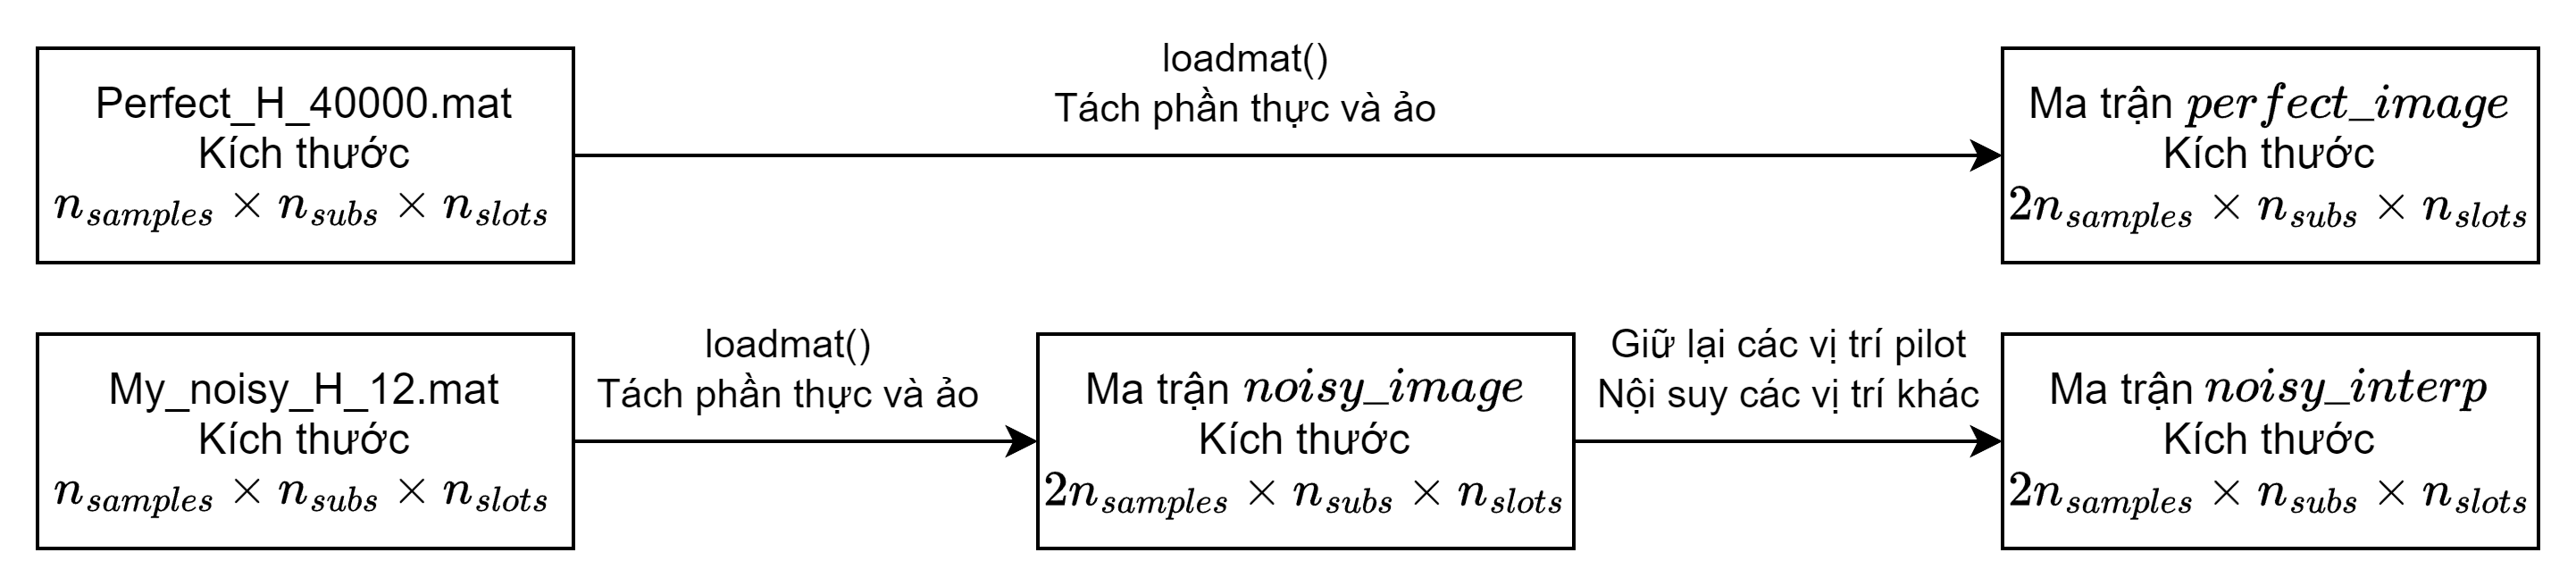 Perfect_H_40000.mat
Kích thước
n_samples × n_subs × n_slots
loadmat()
Tách phần thực và ảo
Ma trận perfect_image
Kích thước
2n_samples × n_subs × n_slots
My_noisy_H_12.mat
Kích thước
n_samples × n_subs × n_slots
loadmat()
Tách phần thực và ảo
Ma trận noisy_image
Kích thước
2n_samples × n_subs × n_slots
Giữ lại các vị trí pilot
Nội suy các vị trí khác
Ma trận noisy_interp
Kích thước
2n_samples × n_subs × n_slots